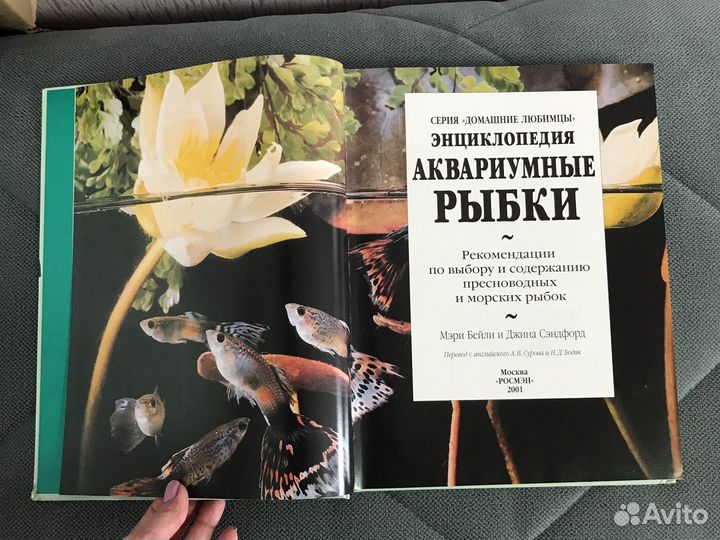 СЕРИЯ «ДОМАШНИЕ ЛЮБИМЦЫ»
ЭНЦИКЛОПЕДИЯ
АКВАРИУМНЫЕ
РЫБКИ
~
Рекомендации
по выбору и содержанию
пресноводных
и морских рыбок
~
Мэри Бейли и Джина Сэндфорд
Перевод с английского А. В. Сурова и Н. Д. Бодяк
Москва
«РОСМЭН»
2001
Avito